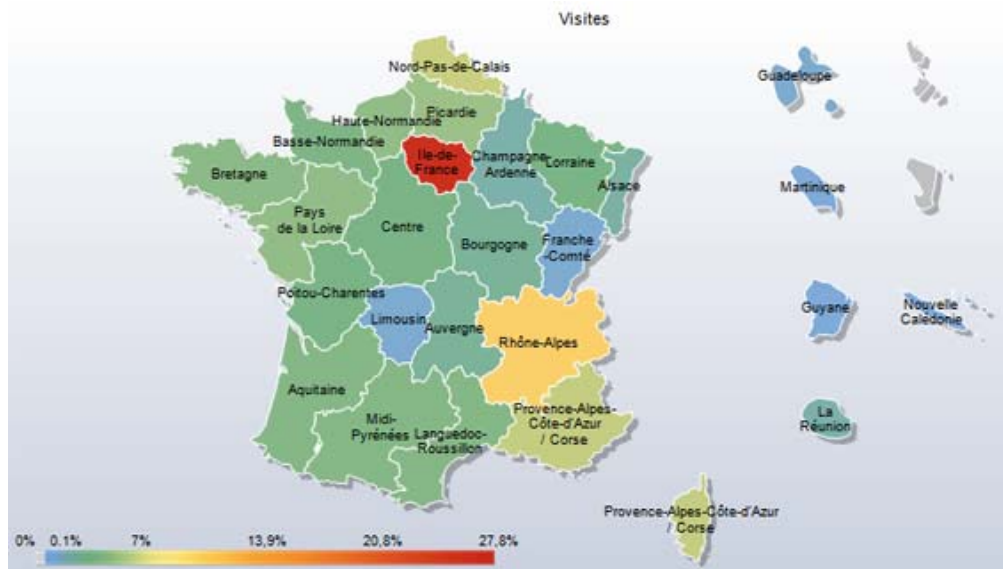 Visites
Nord-Pas-de-Calais
Guadeloupe
Picardie
Haute-Normandie
Basse-Normandie
Ile-de-
France
Champagne
Ardenne
Lorraine
Alsace
Bretagne
Martinique
Pays
de la Loire
Centre
Bourgogne
Franche
-Comté
Poitou-Charentes
Limousin
Auvergne
Rhône-Alpes
Guyane
Nouvelle
Calédonie
Aquitaine
Midi-
Pyrénées
Languedoc-
Roussillon
Provence-Alpes-
Côte-d'Azur
/ Corse
La
Réunion
Provence-Alpes-Côte-d'Azur
/ Corse
0% 0.1% 7% 13,9% 20,8% 27,8%